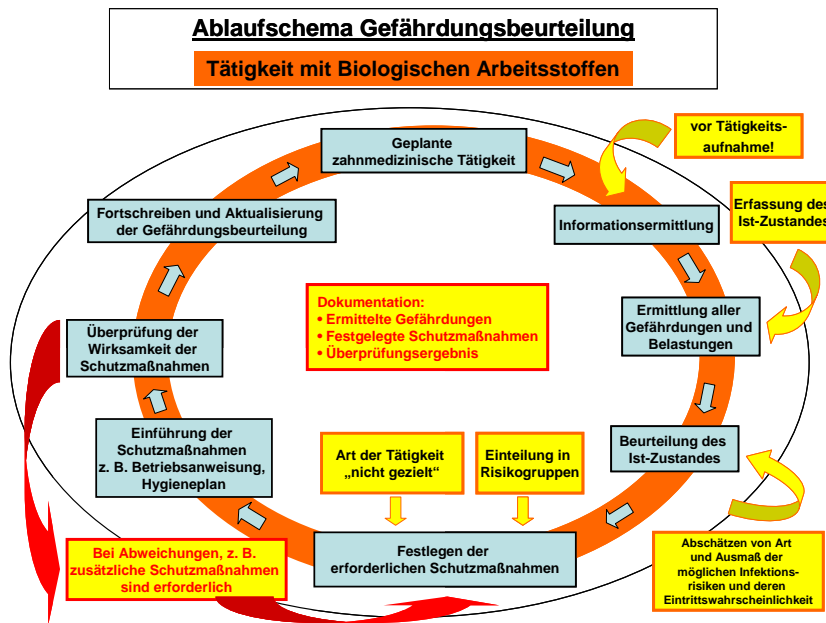 Ablaufschema Gefährdungsbeurteilung
Tätigkeit mit Biologischen Arbeitsstoffen
Geplante
zahnmedizinische Tätigkeit
vor Tätigkeits-
aufnahme!
Informationsermittlung
Erfassung des
Ist-Zustandes
Ermittlung aller
Gefährdungen und
Belastungen
Beurteilung des
Ist-Zustandes
Abschätzen von Art
und Ausmaß der
möglichen Infektions-
risiken und deren
Eintrittswahrscheinlichkeit
Einteilung in
Risikogruppen
Art der Tätigkeit
„nicht gezielt“
Festlegen der
erforderlichen Schutzmaßnahmen
Bei Abweichungen, z. B.
zusätzliche Schutzmaßnahmen
sind erforderlich
Einführung der
Schutzmaßnahmen
z. B. Betriebsanweisung,
Hygieneplan
Überprüfung der
Wirksamkeit der
Schutzmaßnahmen
Fortschreiben und Aktualisierung
der Gefährdungsbeurteilung
Dokumentation:
• Ermittelte Gefährdungen
• Festgelegte Schutzmaßnahmen
• Überprüfungsergebnis